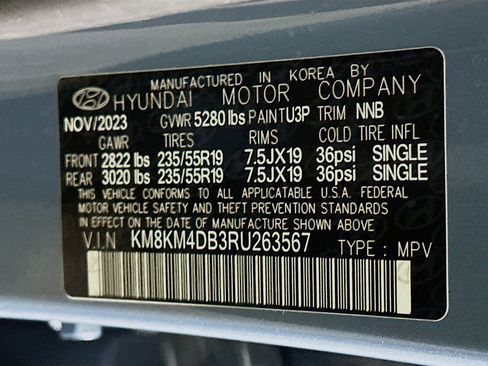 MANUFACTURED IN KOREA BY
HYUNDAI MOTOR COMPANY
NOV/2023 GVWR 5280 lbs PAINT U3P TRIM NNB
GAWR TIRES RIMS COLD TIRE INFL
FRONT 2822 lbs 235/55R19 7.5JX19 36psi SINGLE
REAR 3020 lbs 235/55R19 7.5JX19 36psi SINGLE
THIS VEHICLE CONFORMS TO ALL APPLICABLE U.S.A. FEDERAL
MOTOR VEHICLE SAFETY AND THEFT PREVENTION STANDARDS
IN EFFECT ON THE DATE OF MANUFACTURE SHOWN ABOVE
V.I.N KM8KM4DB3RU263567 TYPE : MPV